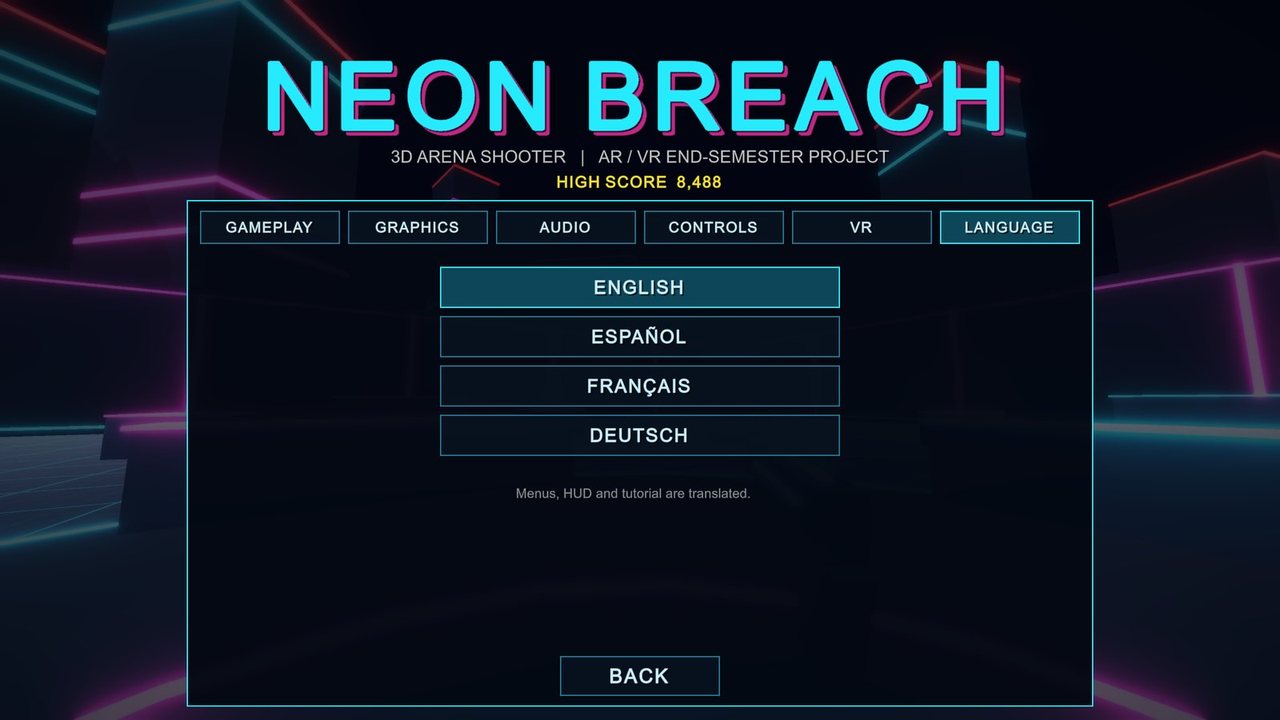 NEON BREACH
3D ARENA SHOOTER | AR / VR END-SEMESTER PROJECT
HIGH SCORE 8,488
GAMEPLAY GRAPHICS AUDIO CONTROLS VR LANGUAGE
ENGLISH
ESPAÑOL
FRANÇAIS
DEUTSCH
Menus, HUD and tutorial are translated.
BACK